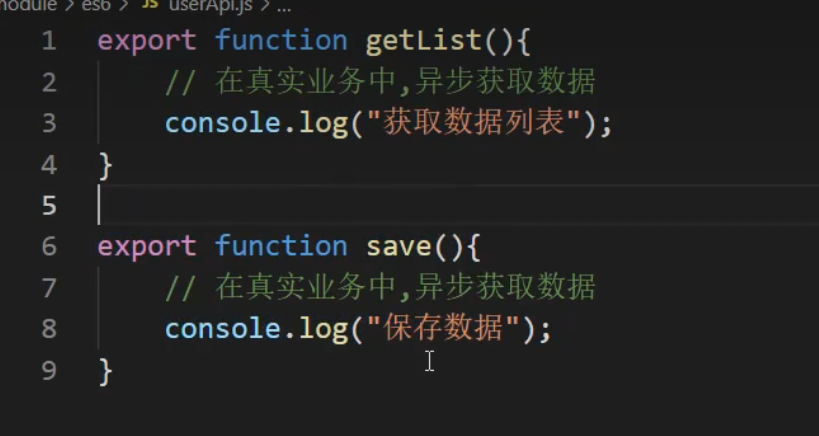 module > es6 > JS userApi.js > ...
1 export function getList(){
2 // 在真实业务中,异步获取数据
3 console.log("获取数据列表");
4 }
5
6 export function save(){
7 // 在真实业务中,异步获取数据
8 console.log("保存数据");
9 }